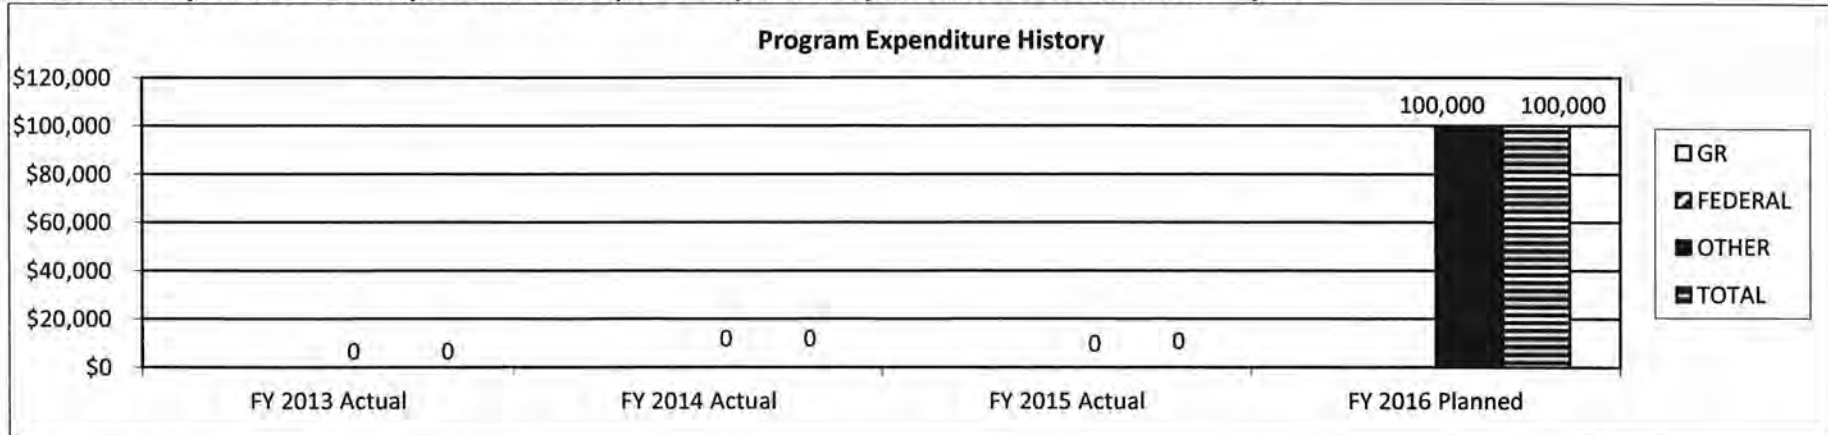 Program Expenditure History
$120,000
$100,000
$80,000
$60,000
$40,000
$20,000
$0
100,000 100,000
0 0
0 0
0 0
FY 2013 Actual FY 2014 Actual FY 2015 Actual FY 2016 Planned
GR
FEDERAL
OTHER
TOTAL